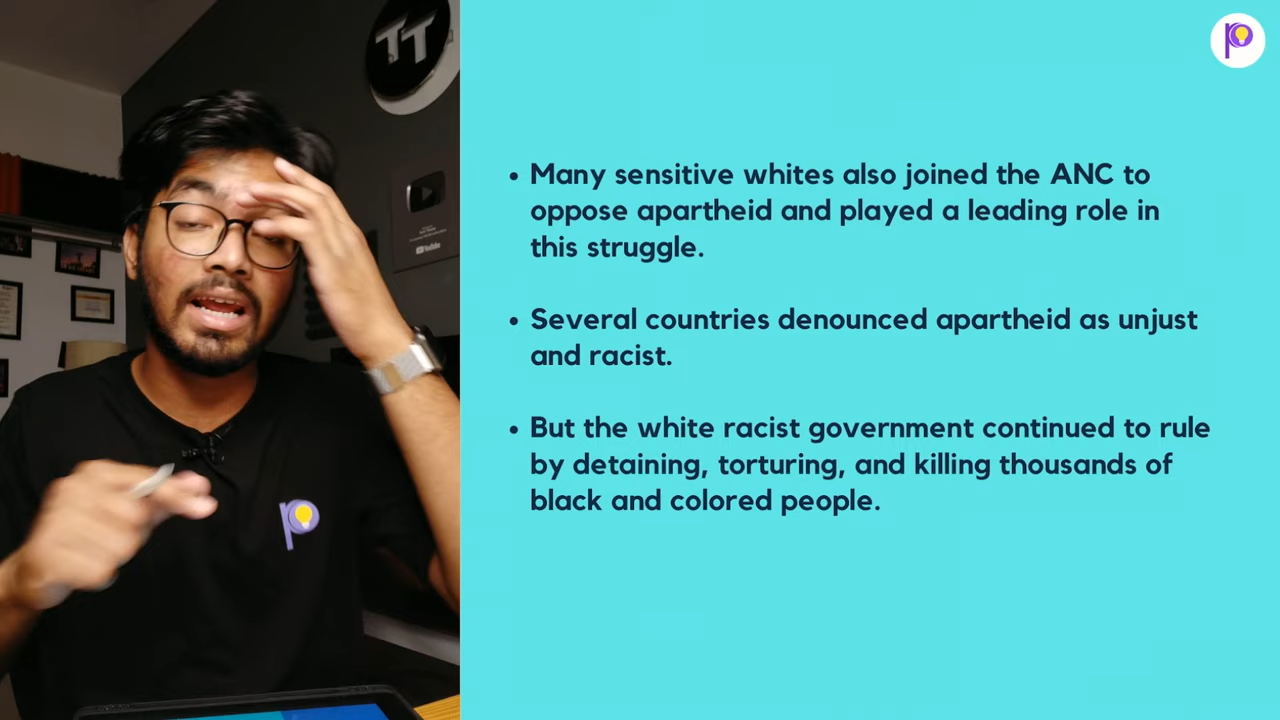 TT
YouTube
• Many sensitive whites also joined the ANC to
oppose apartheid and played a leading role in
this struggle.
• Several countries denounced apartheid as unjust
and racist.
• But the white racist government continued to rule
by detaining, torturing, and killing thousands of
black and colored people.